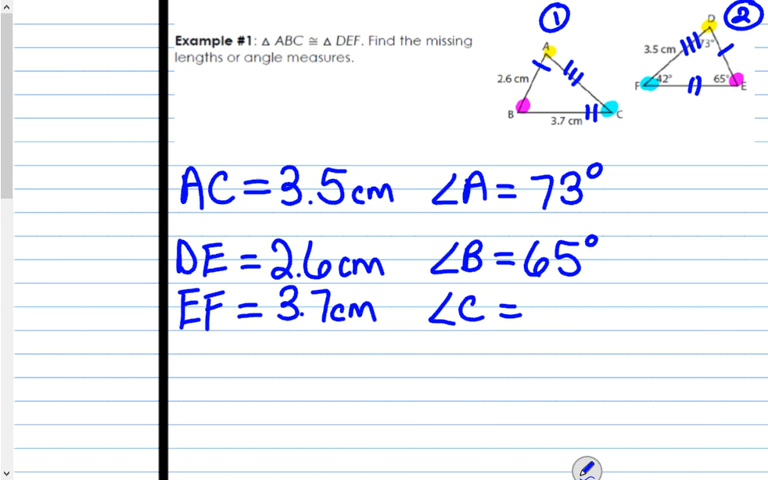 ① ②
Example #1: △ ABC ≅ △ DEF. Find the missing
lengths or angle measures.
A
2.6 cm
B
3.7 cm
C
D
3.5 cm
73°
F
42°
65°
E
AC = 3.5cm ∠A = 73°
DE = 2.6cm ∠B = 65°
EF = 3.7cm ∠C =